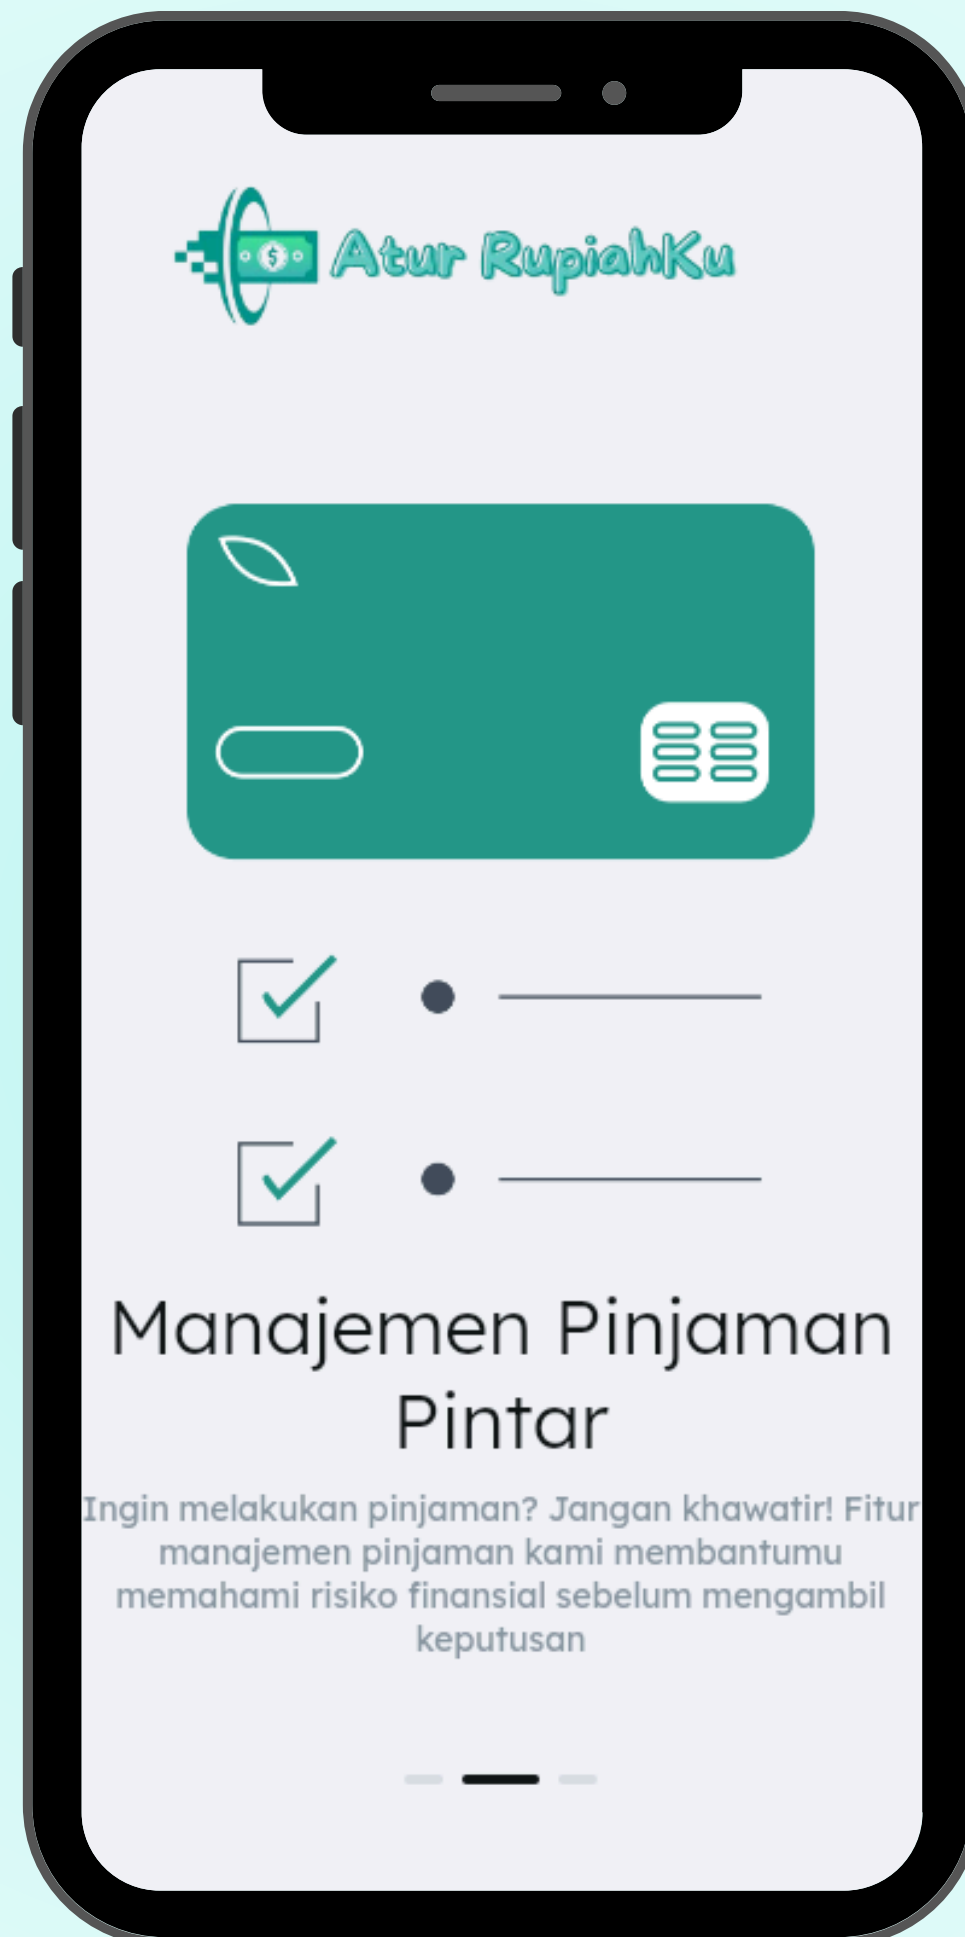 Atur RupiahKu
Manajemen Pinjaman
Pintar
Ingin melakukan pinjaman? Jangan khawatir! Fitur
manajemen pinjaman kami membantumu
memahami risiko finansial sebelum mengambil
keputusan